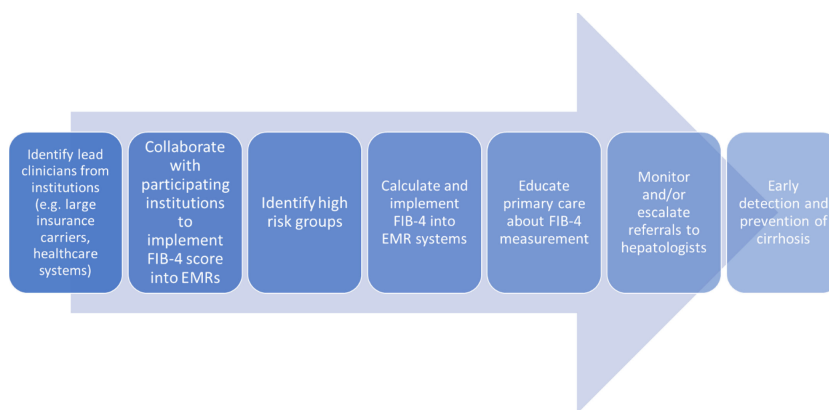 Identify lead
clinicians from
institutions
(e.g. large
insurance
carriers,
healthcare
systems)
Collaborate
with
participating
institutions
to
implement
FIB-4 score
into EMRs
Identify high
risk groups
Calculate and
implement
FIB-4 into
EMR systems
Educate
primary care
about FIB-4
measurement
Monitor
and/or
escalate
referrals to
hepatologists
Early
detection and
prevention of
cirrhosis